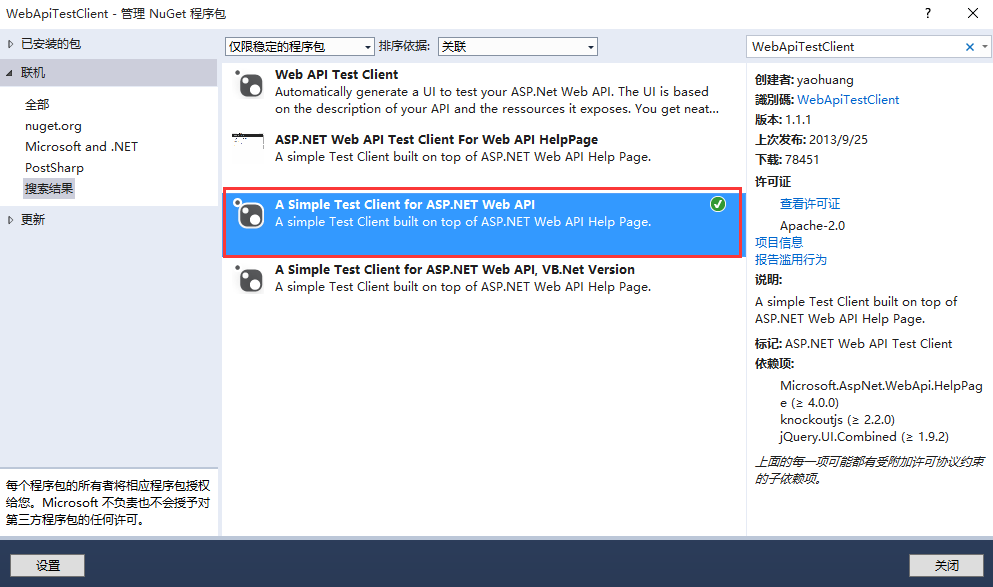 WebApiTestClient - 管理 NuGet 程序包
?
已安装的包
联机
全部
nuget.org
Microsoft and .NET
PostSharp
搜索结果
更新
每个程序包的所有者将相应程序包授权
给您。Microsoft 不负责也不会授予对
第三方程序包的任何许可。
设置
仅限稳定的程序包
排序依据: 关联
Web API Test Client
Automatically generate a UI to test your ASP.Net Web API. The UI is based
on the description of your API and the ressources it exposes. You get neat...
ASP.NET Web API Test Client For Web API HelpPage
A simple Test Client built on top of ASP.NET Web API Help Page.
A Simple Test Client for ASP.NET Web API
A simple Test Client built on top of ASP.NET Web API Help Page.
A Simple Test Client for ASP.NET Web API, VB.Net Version
A simple Test Client built on top of ASP.NET Web API Help Page.
WebApiTestClient
创建者: yaohuang
識別碼: WebApiTestClient
版本: 1.1.1
上次发布: 2013/9/25
下载: 78451
许可证
查看许可证
Apache-2.0
项目信息
报告滥用行为
说明:
A simple Test Client built on top of
ASP.NET Web API Help Page.
标记: ASP.NET Web API Test Client
依赖项:
Microsoft.AspNet.WebApi.HelpPag
e (≥ 4.0.0)
knockoutjs (≥ 2.2.0)
jQuery.UI.Combined (≥ 1.9.2)
上面的每一项可能都有受附加许可协议约束
的子依赖项。
关闭